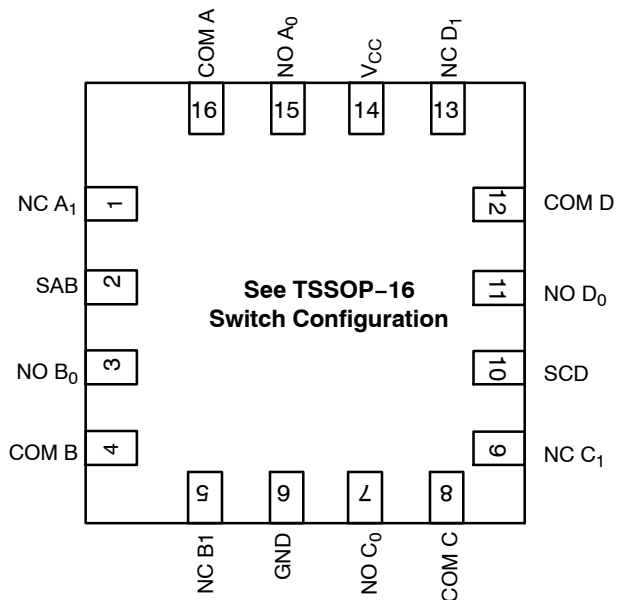 COM A
NO A₀
V_CC
NC D₁
16
15
14
13
NC A₁
1
12
COM D
SAB
2
11
NO D₀
See TSSOP−16
Switch Configuration
NO B₀
3
10
SCD
COM B
4
9
NC C₁
5
6
7
8
NC B1
GND
NO C₀
COM C